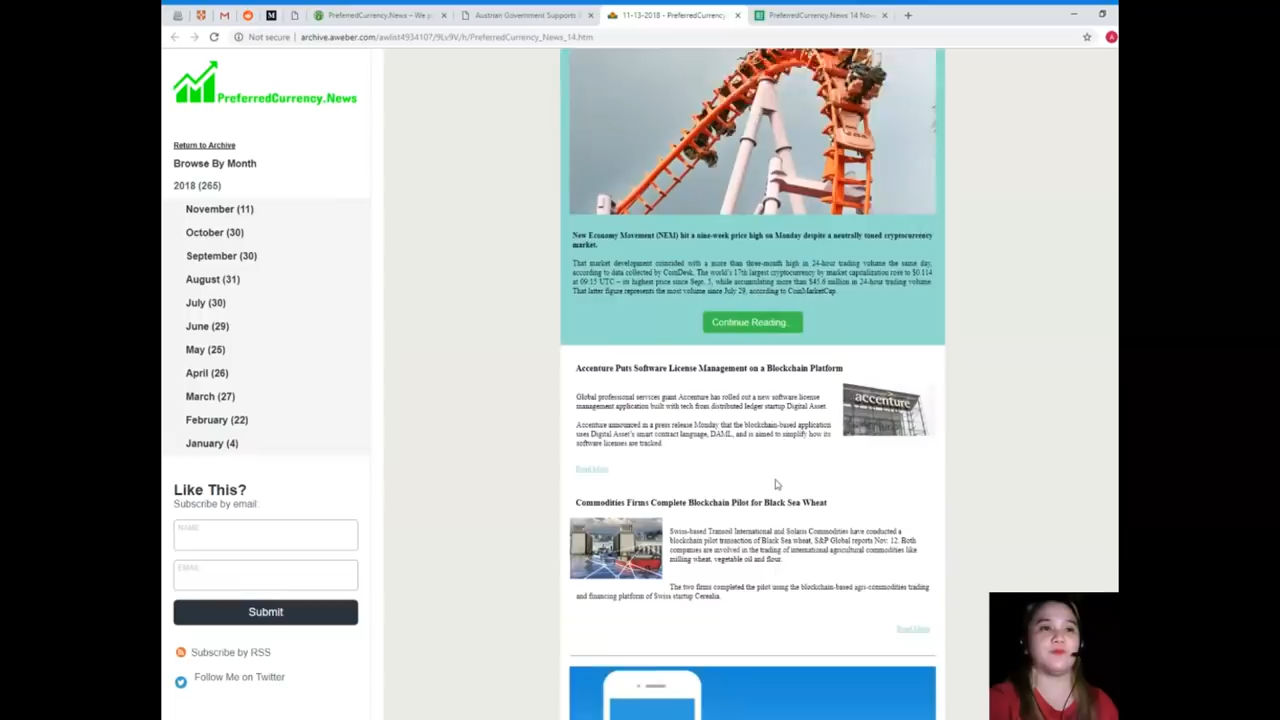 PreferredCurrency.News – We p
Austrian Government Supports
11-13-2018 - PreferredCurrency
PreferredCurrency.News 14 No
Not secure | archive.aweber.com/awlist4934107/9Lv9V/h/PreferredCurrency_News_14.htm
PreferredCurrency.News
Return to Archive
Browse By Month
2018 (265)
November (11)
October (30)
September (30)
August (31)
July (30)
June (29)
May (25)
April (26)
March (27)
February (22)
January (4)
Like This?
Subscribe by email:
NAME
EMAIL
Submit
Subscribe by RSS
Follow Me on Twitter
New Economy Movement (NEM) hit a nine-week price high on Monday despite a neutrally toned cryptocurrency
market.
That market development coincided with a more than three-month high in 24-hour trading volume the same day,
according to data collected by CoinDesk. The world's 17th largest cryptocurrency by market capitalization rose to $0.114
at 09:15 UTC – its highest price since Sept. 5, while accumulating more than $45.6 million in 24-hour trading volume.
That latter figure represents the most volume since July 29, according to CoinMarketCap.
Continue Reading..
Accenture Puts Software License Management on a Blockchain Platform
Global professional services giant Accenture has rolled out a new software license
management application built with tech from distributed ledger startup Digital Asset.
Accenture announced in a press release Monday that the blockchain-based application
uses Digital Asset's smart contract language, DAML, and is aimed to simplify how its
software licenses are tracked.
accenture
Read More
Commodities Firms Complete Blockchain Pilot for Black Sea Wheat
Swiss-based Transoil International and Solaris Commodities have conducted a
blockchain pilot transaction of Black Sea wheat, S&P Global reports Nov. 12. Both
companies are involved in the trading of international agricultural commodities like
milling wheat, vegetable oil and flour.
The two firms completed the pilot using the blockchain-based agri-commodities trading
and financing platform of Swiss startup Cerealia.
Read More